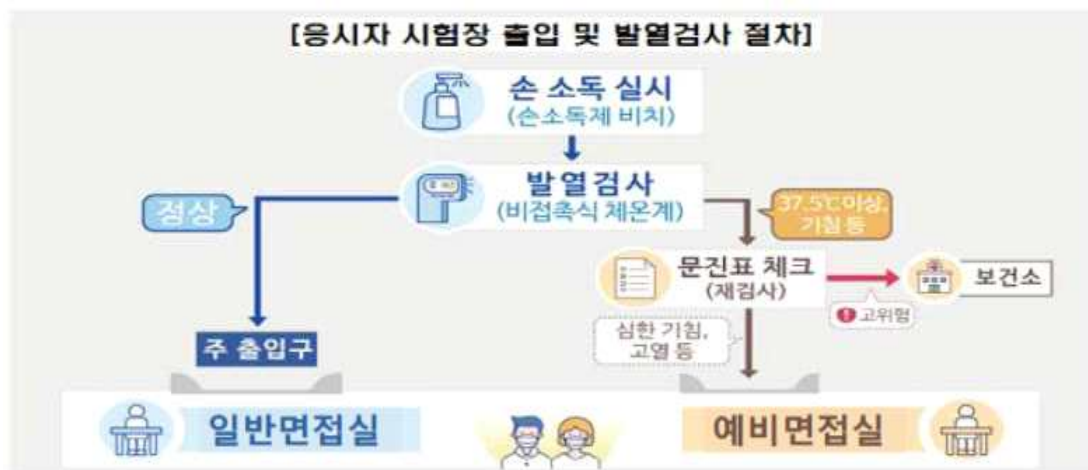 [응시자 시험장 출입 및 발열검사 절차]
손 소독 실시
(손소독제 비치)
발열검사
(비접촉식 체온계)
정상
37.5℃이상,
기침 등
문진표 체크
(재검사)
보건소
고위험
심한 기침,
고열 등
주 출입구
일반면접실
예비면접실